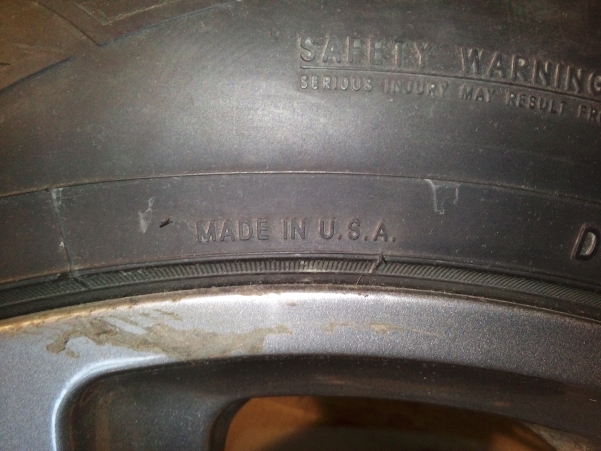 SAFETY WARNING
SERIOUS INJURY MAY RESULT
MADE IN U.S.A.